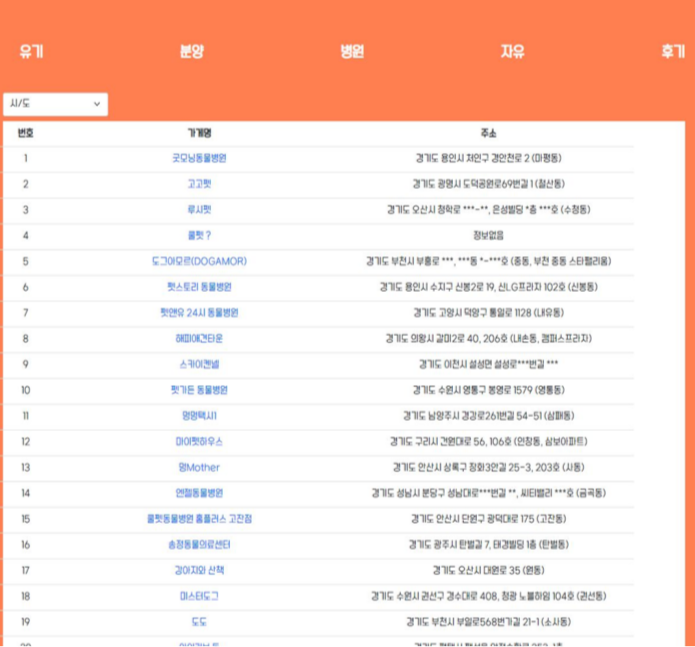 유기 분양 병원 자유 후기
시/도
번호 가게명 주소
1 굿모닝동물병원 경기도 용인시 처인구 경안천로 2 (마평동)
2 고고펫 경기도 광명시 도덕공원로69번길 1 (철산동)
3 루시펫 경기도 오산시 청학로 ***-**, 은성빌딩 *층 ***호 (수청동)
4 쿨펫 ? 정보없음
5 도그아모르(DOGAMOR) 경기도 부천시 부흥로 ***, ***동 *-***호 (중동, 부천 중동 스타팰리움)
6 펫스토리 동물병원 경기도 용인시 수지구 신봉2로 19, 신LG프라자 102호 (신봉동)
7 펫앤유 24시 동물병원 경기도 고양시 덕양구 통일로 1128 (내유동)
8 해피애견타운 경기도 의왕시 갈미2로 40, 206호 (내손동, 캠퍼스프라자)
9 스카이켄넬 경기도 이천시 설성면 설성로***번길 ***
10 펫가든 동물병원 경기도 수원시 영통구 봉영로 1579 (영통동)
11 멍멍택시1 경기도 남양주시 경강로261번길 54-51 (삼패동)
12 마이펫하우스 경기도 구리시 건원대로 56, 106호 (인창동, 삼보아파트)
13 멍Mother 경기도 안산시 상록구 장화3안길 25-3, 203호 (사동)
14 엔젤동물병원 경기도 성남시 분당구 성남대로***번길 **, 씨티밸리 ***호 (금곡동)
15 쿨펫동물병원 홈플러스 고잔점 경기도 안산시 단원구 광덕대로 175 (고잔동)
16 송정동물의료센터 경기도 광주시 탄벌길 7, 태경빌딩 1층 (탄벌동)
17 강아지와 산책 경기도 오산시 대원로 35 (원동)
18 미스터도그 경기도 수원시 권선구 경수대로 408, 청광 노블하임 104호 (권선동)
19 도도 경기도 부천시 부일로568번가길 21-1 (소사동)